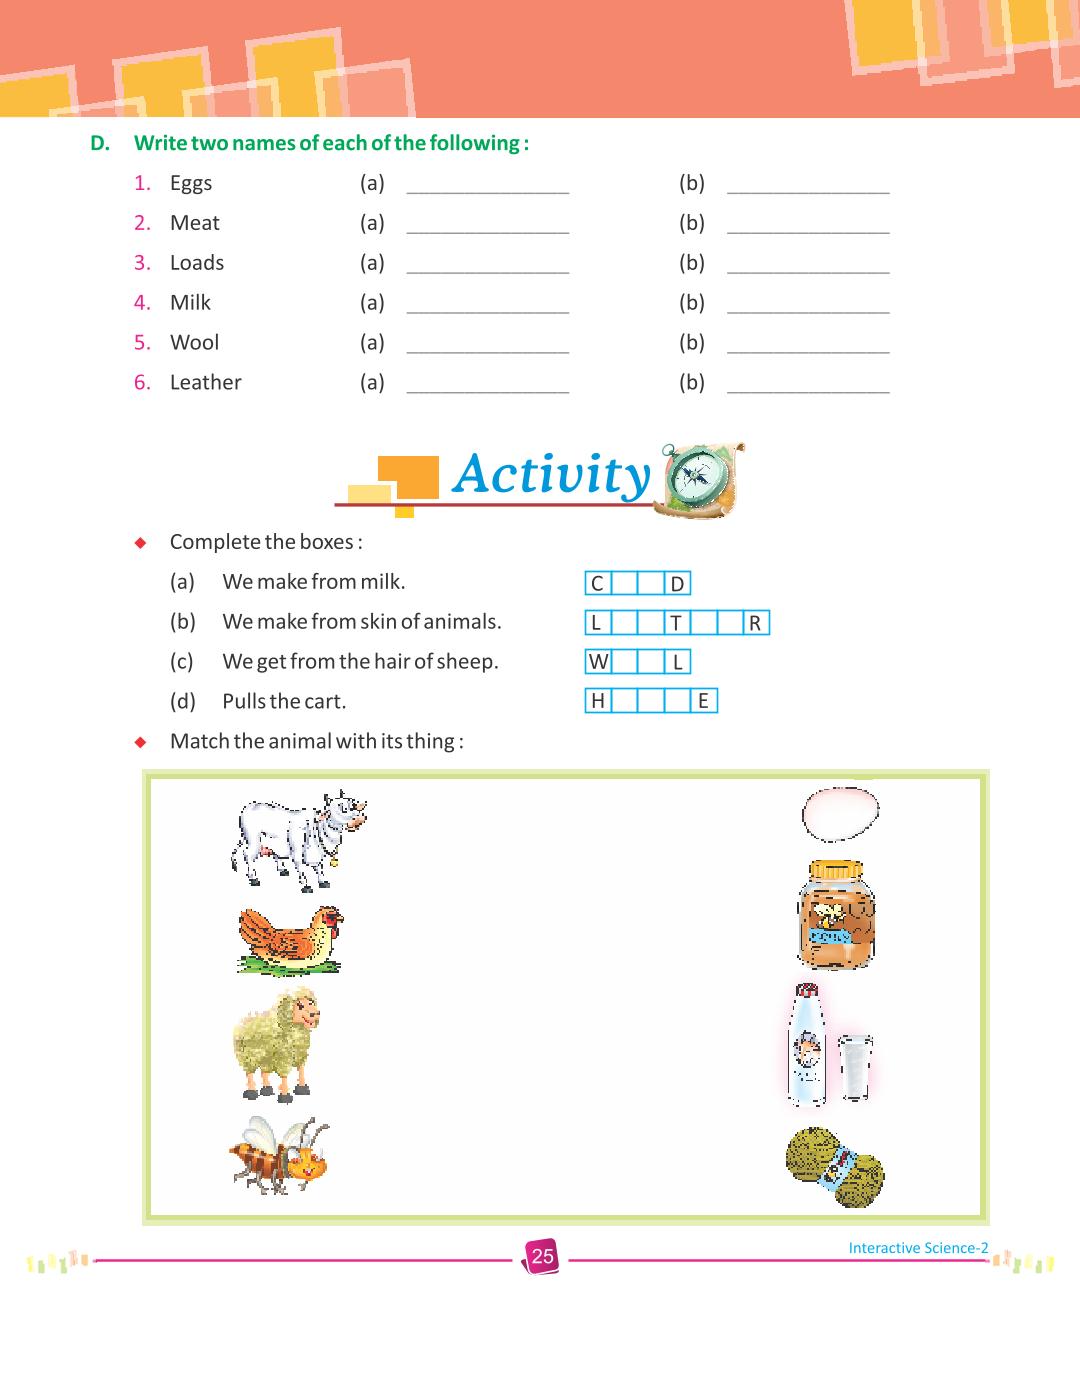 D. Write two names of each of the following :
1. Eggs (a) ______________ (b) ______________
2. Meat (a) ______________ (b) ______________
3. Loads (a) ______________ (b) ______________
4. Milk (a) ______________ (b) ______________
5. Wool (a) ______________ (b) ______________
6. Leather (a) ______________ (b) ______________
Activity
Complete the boxes :
(a) We make from milk. C D
(b) We make from skin of animals. L T R
(c) We get from the hair of sheep. W L
(d) Pulls the cart. H E
Match the animal with its thing :
Interactive Science-2
25